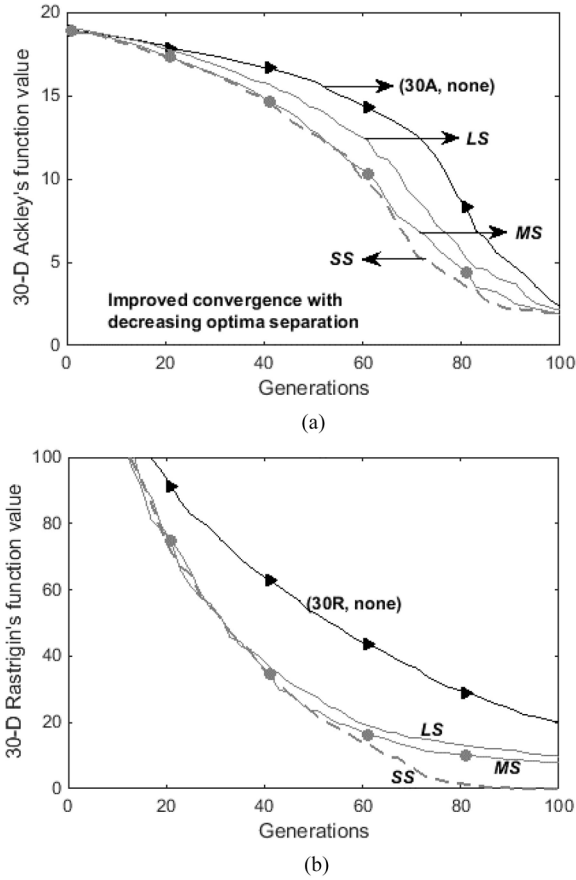 20
15
10
5
0
30-D Ackley's function value
(30A, none)
LS
MS
SS
Improved convergence with
decreasing optima separation
0 20 40 60 80 100
Generations
(a)
100
80
60
40
20
0
30-D Rastrigin's function value
(30R, none)
LS
MS
SS
0 20 40 60 80 100
Generations
(b)